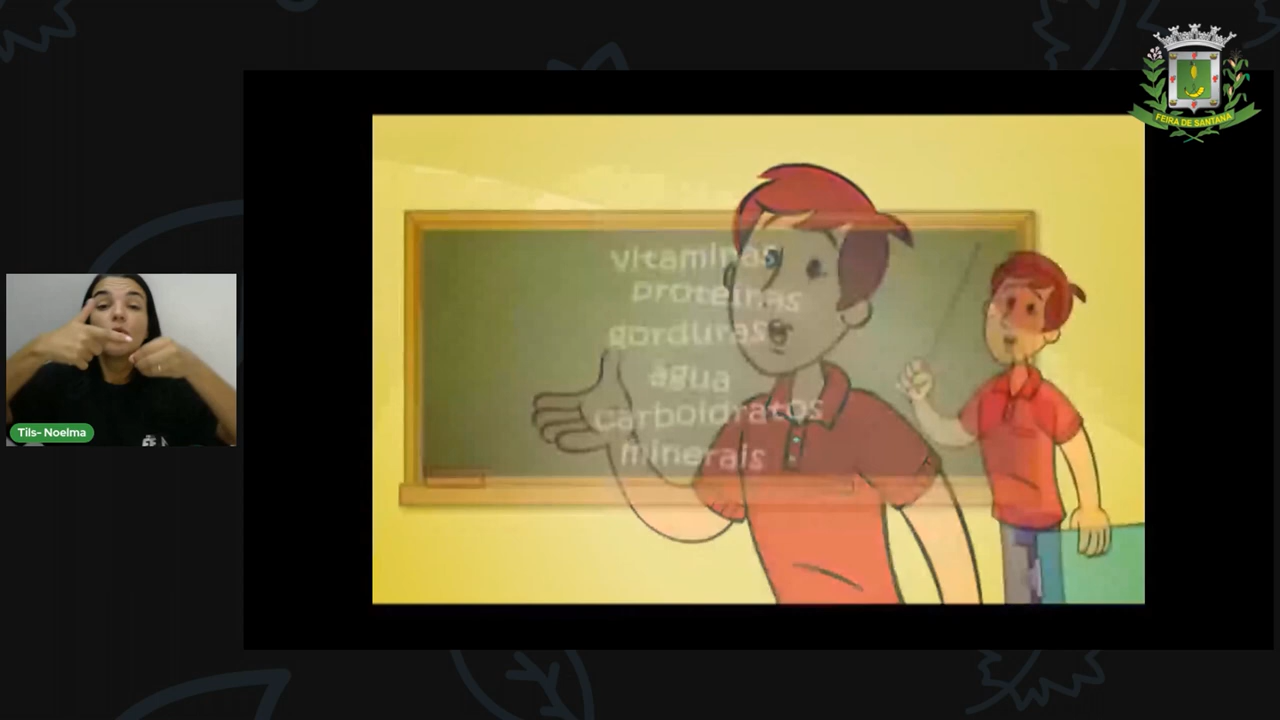 FEIRA DE SANTANA
vitaminas
proteínas
gorduras
água
carboidratos
minerais
Tils- Noelma